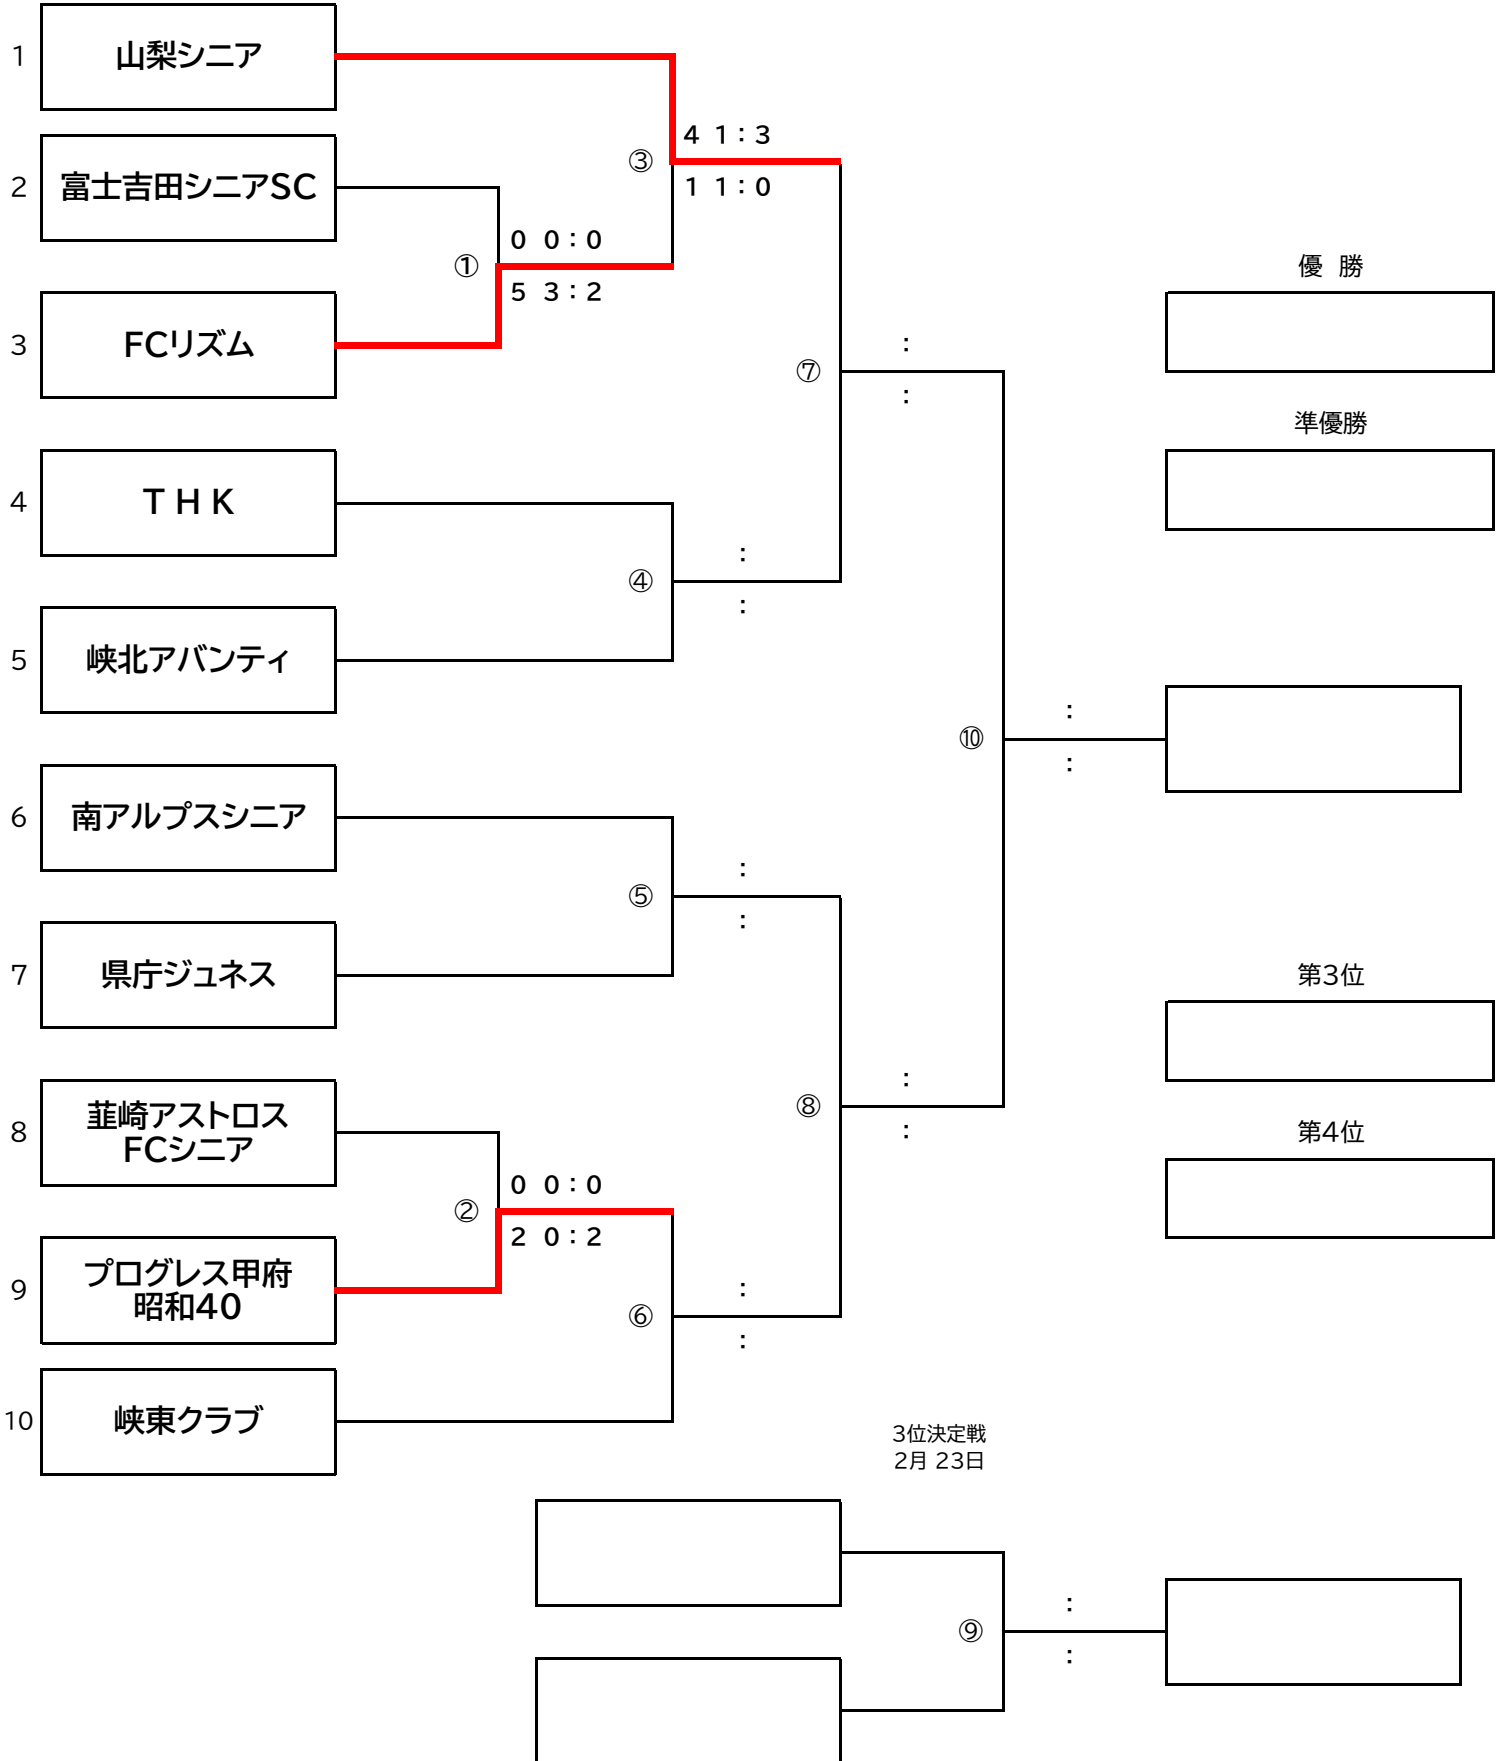 1 山梨シニア
4 1：3
③
1 1：0
2 富士吉田シニアSC
0 0：0
①
5 3：2
優 勝
3 FCリズム
：
⑦
：
準優勝
4 T H K
：
④
：
5 峡北アバンティ
：
⑩
：
6 南アルプスシニア
：
⑤
：
7 県庁ジュネス
第3位
：
⑧
：
8 韮崎アストロス
FCシニア
第4位
0 0：0
②
2 0：2
9 プログレス甲府
昭和40
：
⑥
：
10 峡東クラブ
3位決定戦
2月 23日
：
⑨
：